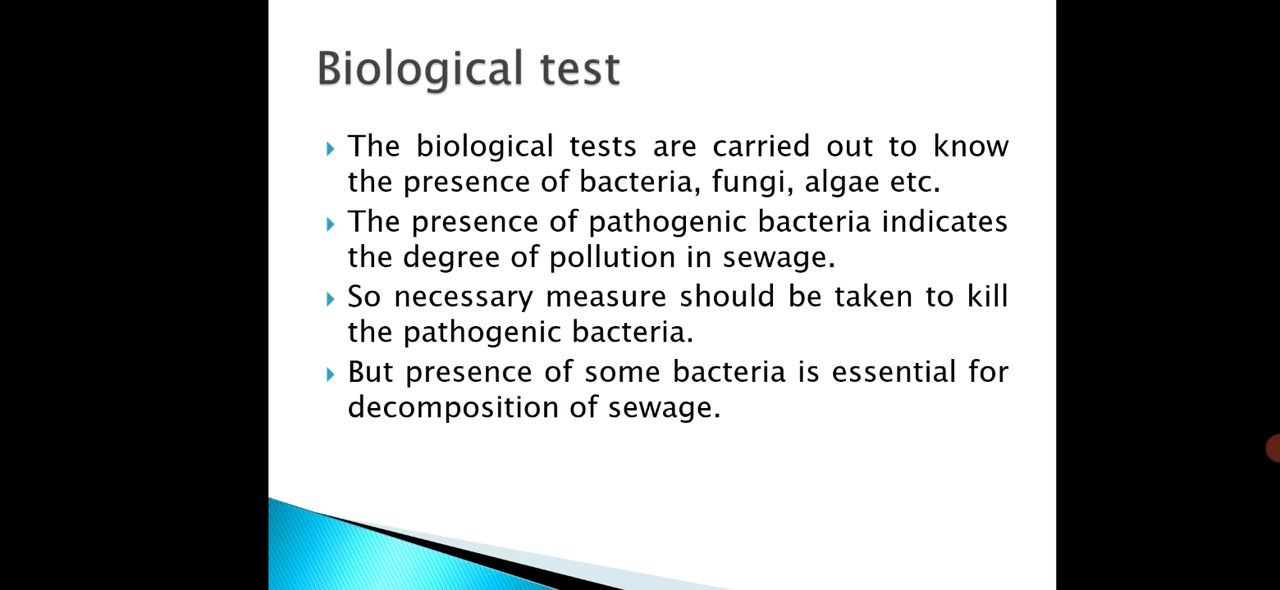 Biological test
The biological tests are carried out to know
the presence of bacteria, fungi, algae etc.
The presence of pathogenic bacteria indicates
the degree of pollution in sewage.
So necessary measure should be taken to kill
the pathogenic bacteria.
But presence of some bacteria is essential for
decomposition of sewage.